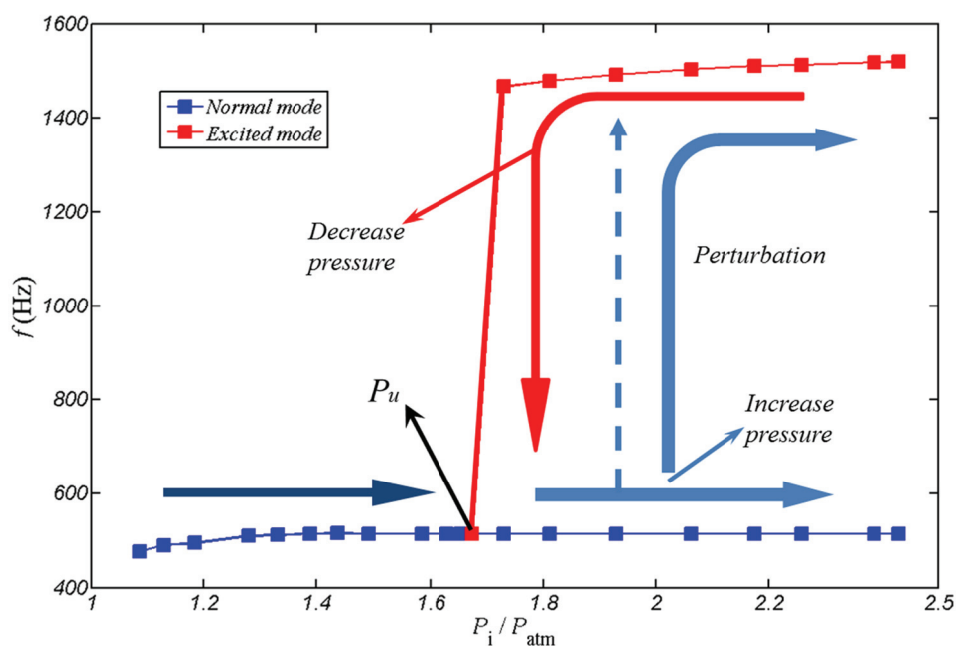 1600
1400
1200
1000
800
600
400
f (Hz)
Normal mode
Excited mode
Decrease
pressure
Perturbation
Pu
Increase
pressure
1
1.2
1.4
1.6
1.8
2
2.2
2.5
Pi / Patm